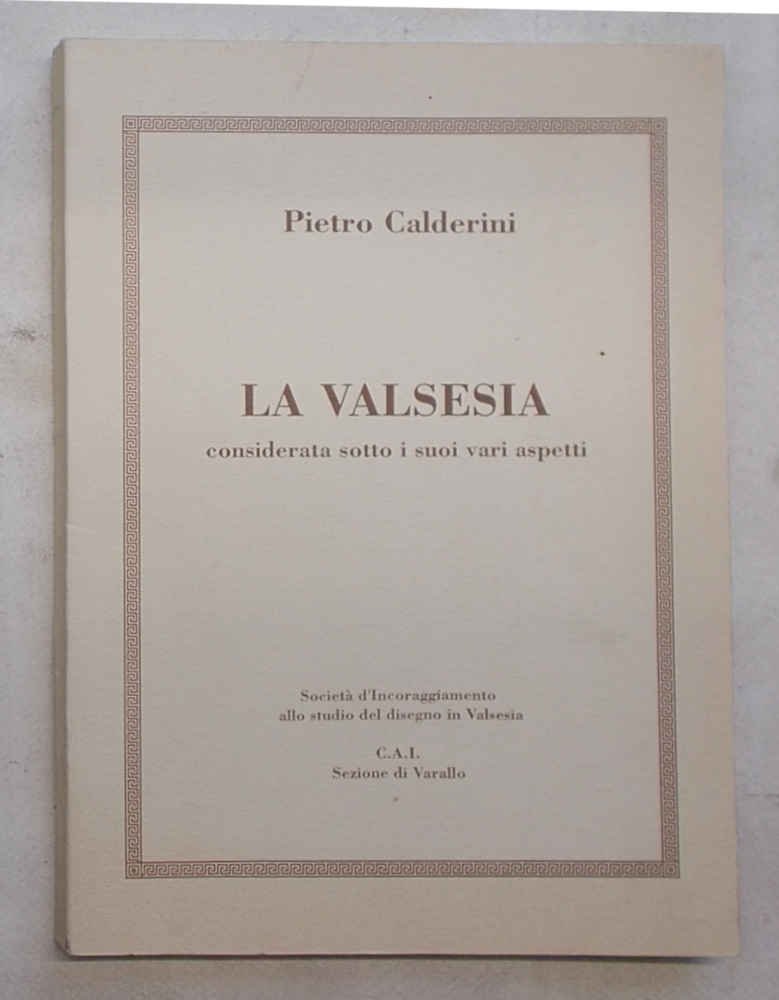 Pietro Calderini
LA VALSESIA
considerata sotto i suoi vari aspetti
Società d'Incoraggiamento
allo studio del disegno in Valsesia
C.A.I.
Sezione di Varallo